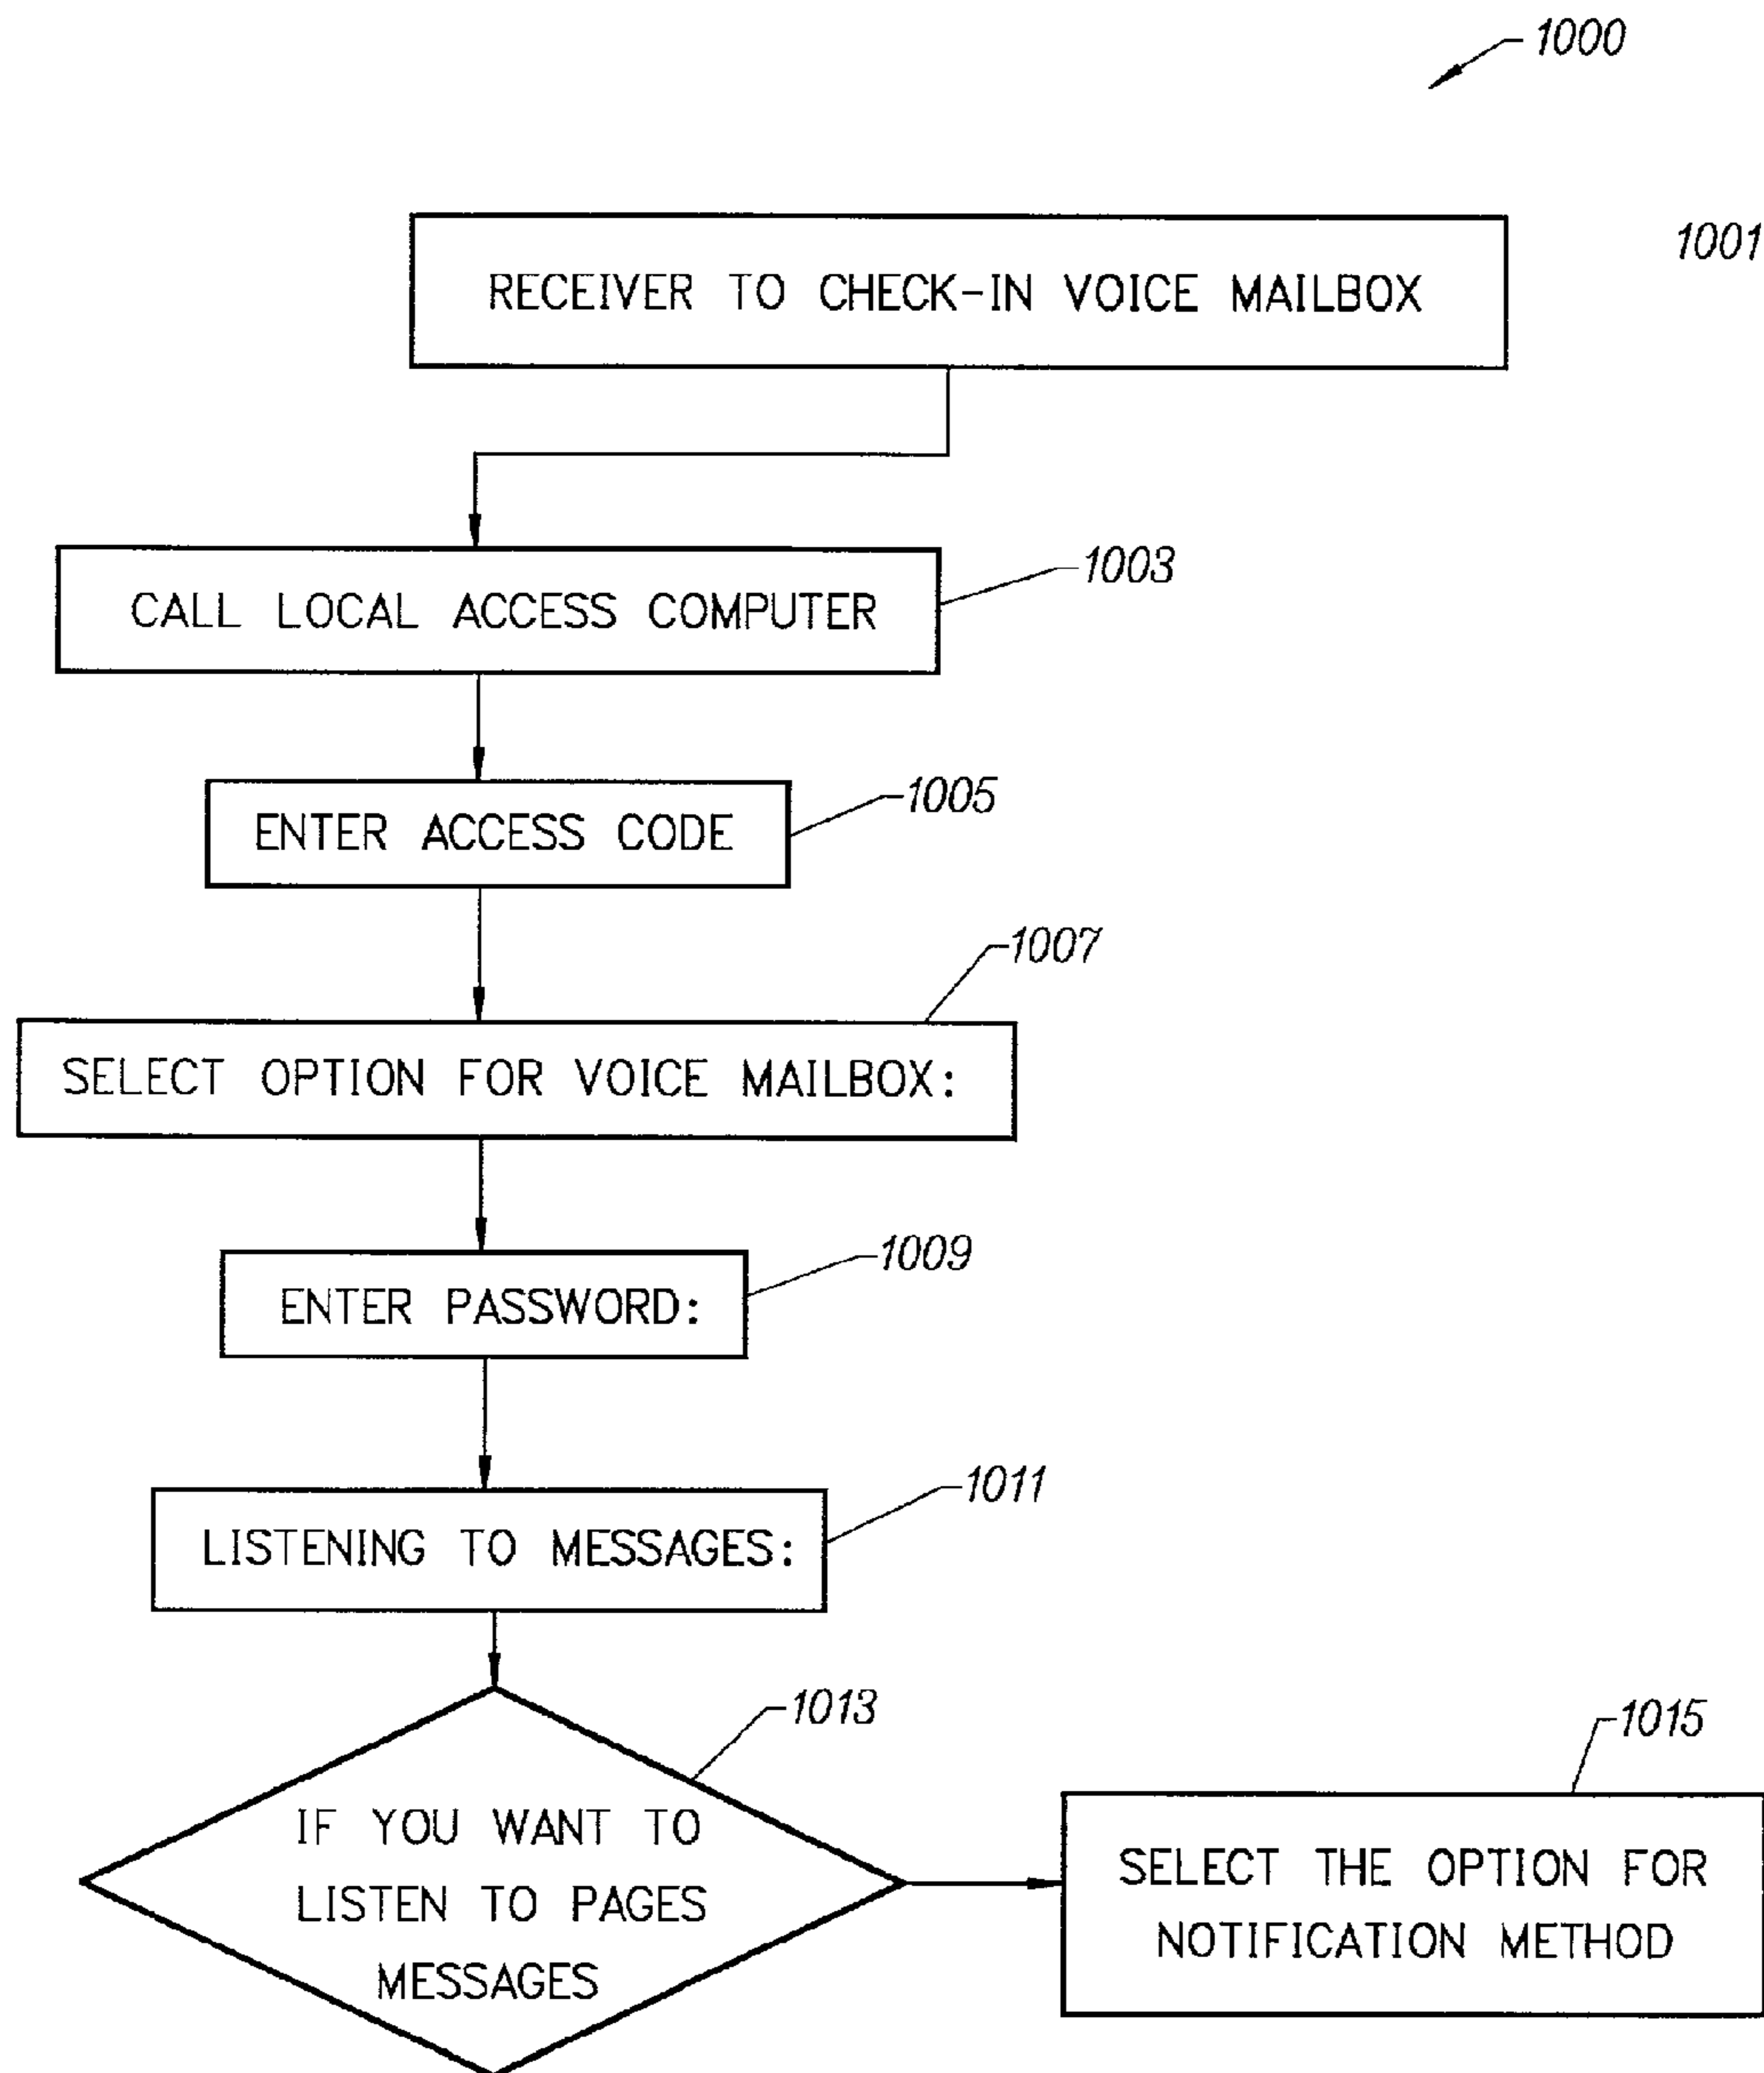 1000
1001
RECEIVER TO CHECK-IN VOICE MAILBOX
1003
CALL LOCAL ACCESS COMPUTER
1005
ENTER ACCESS CODE
1007
SELECT OPTION FOR VOICE MAILBOX:
1009
ENTER PASSWORD:
1011
LISTENING TO MESSAGES:
1013
IF YOU WANT TO
LISTEN TO PAGES
MESSAGES
1015
SELECT THE OPTION FOR
NOTIFICATION METHOD